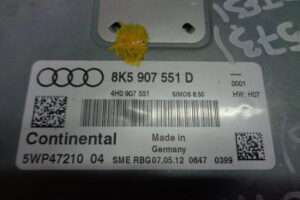 8K5 907 551 D
0001
4H0 907 551
SIMOS 8.50
HW: H07
Continental
Made in
Germany
5WP47210 04
SME RBG07.05.12 0647 0399